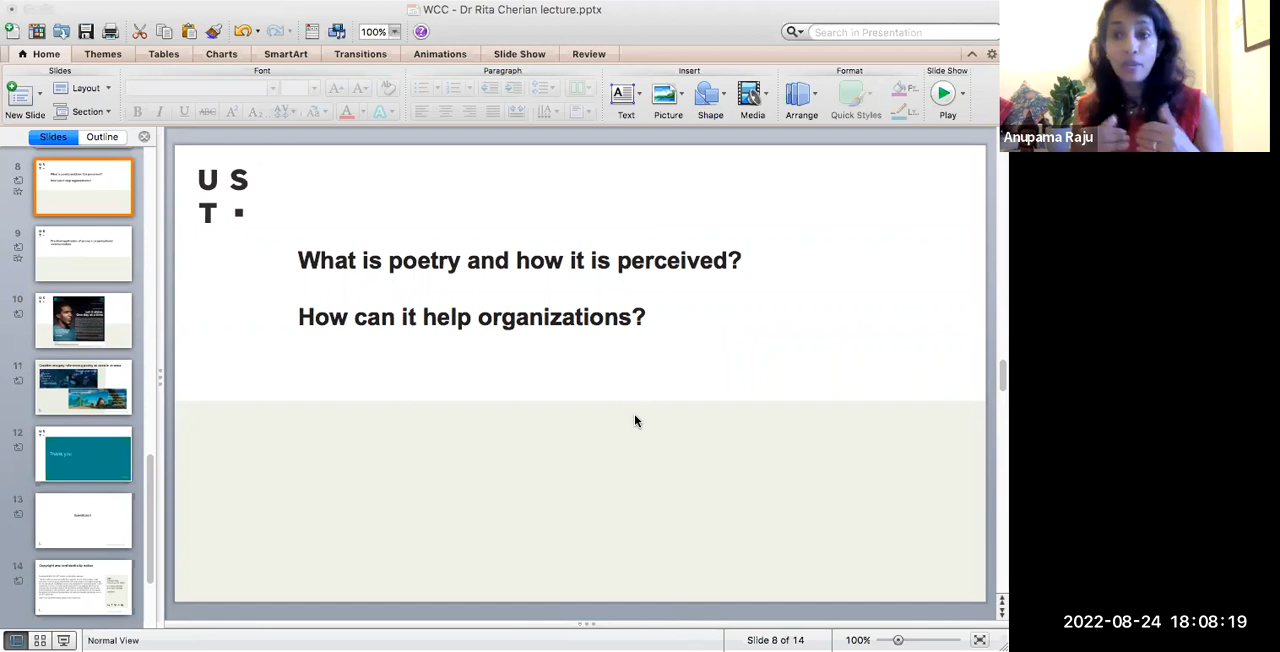 WCC - Dr Rita Cherian lecture.pptx
100%
Search in Presentation
Home
Themes
Tables
Charts
SmartArt
Transitions
Animations
Slide Show
Review
Slides
Font
Paragraph
Insert
Format
Slide Show
New Slide
Layout
Section
Text
Picture
Shape
Media
Arrange
Quick Styles
Play
Slides
Outline
8
9
10
11
12
Thank you
13
14
U S
T
What is poetry and how it is perceived?
How can it help organizations?
Anupama Raju
Normal View
Slide 8 of 14
100%
2022-08-24 18:08:19